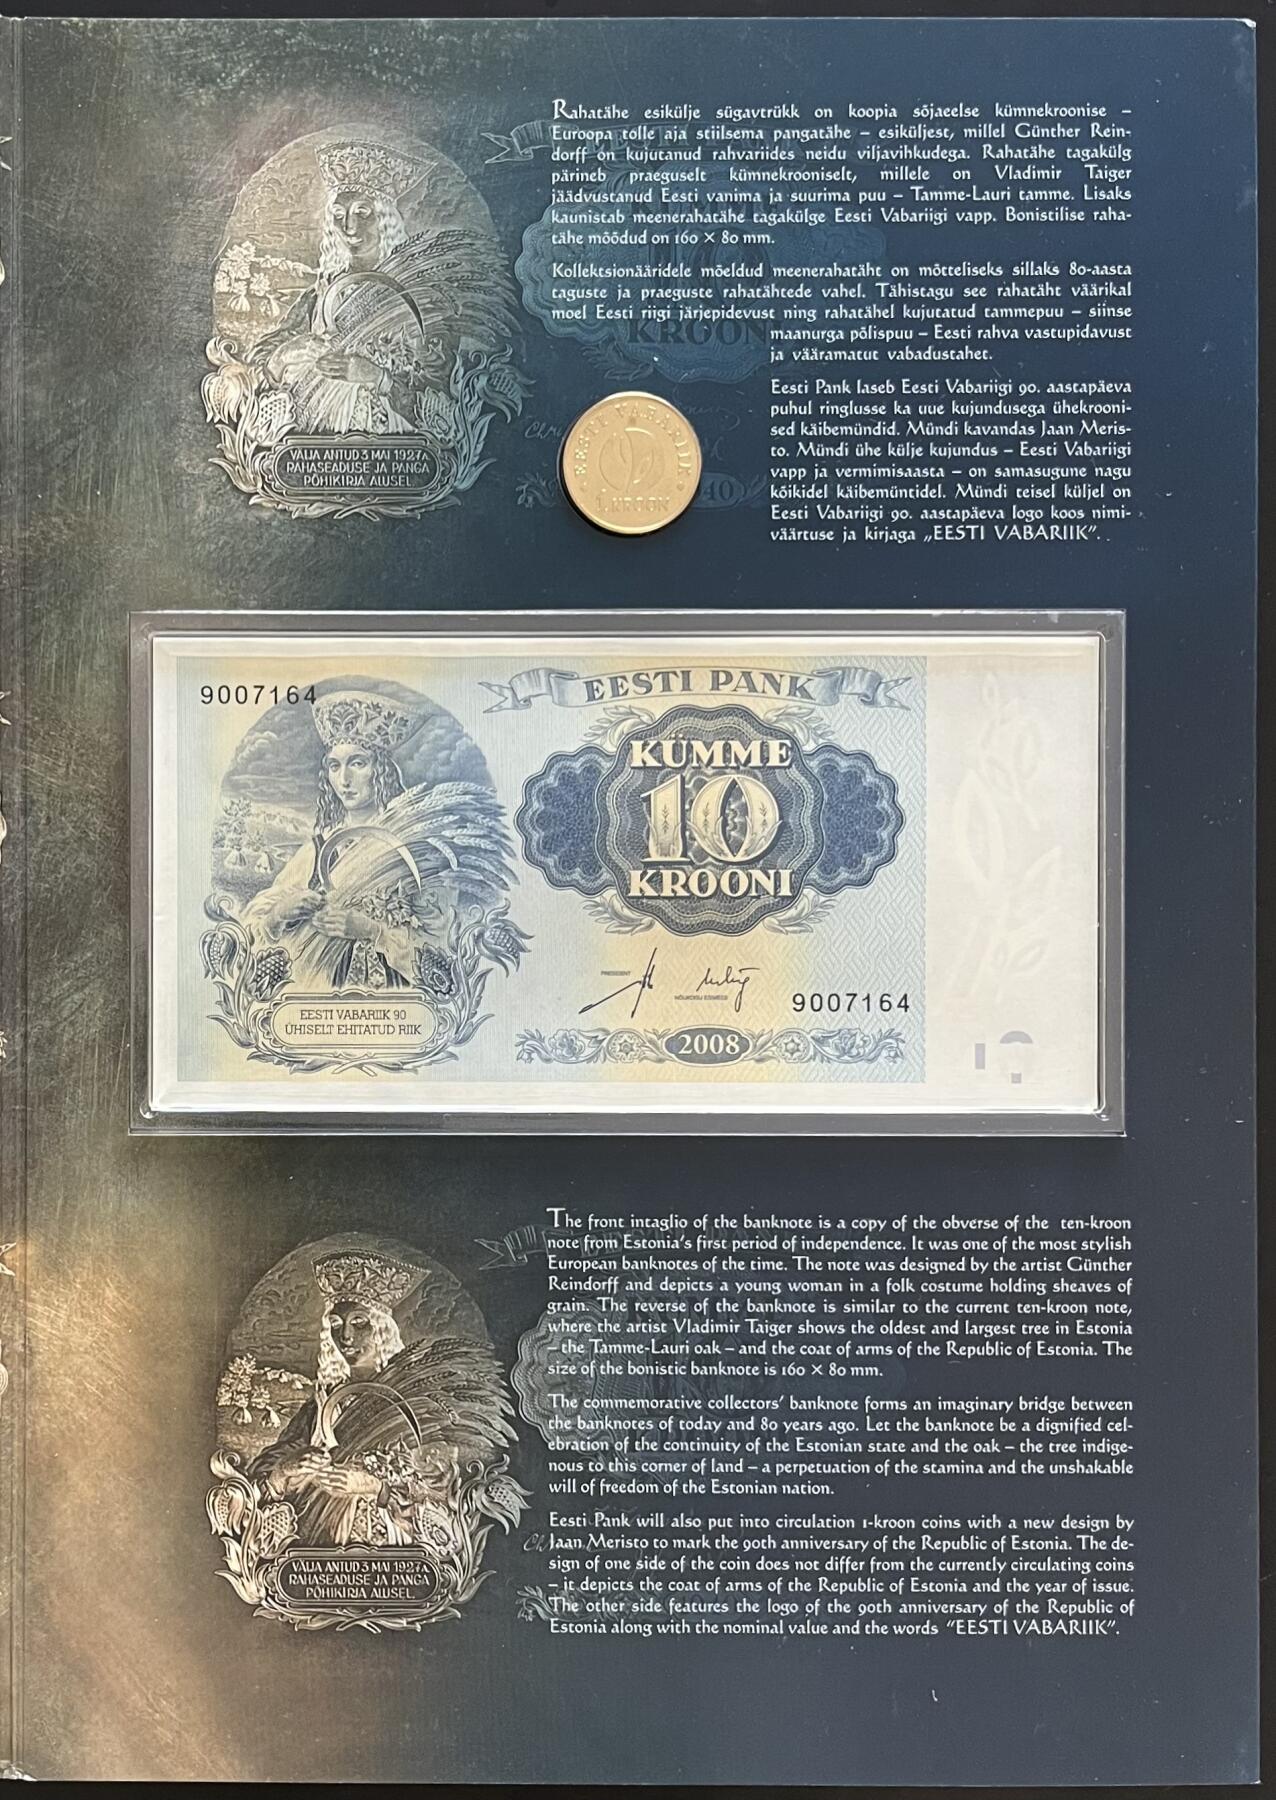 Rahatähe esikülje sügavtrükk on koopia sõjaeelse kümnekroonise –
Euroopa tolle aja stiilsema pangatähe – esiküljest, millel Günther Rein-
dorff on kujutanud rahvariides neidu viljavihkudega. Rahatähe tagakülg
pärineb praeguselt kümnekrooniselt, millele on Vladimir Taiger
jäädvustanud Eesti vanima ja suurima puu – Tamme-Lauri tamme. Lisaks
kaunistab meenerahatähe tagakülge Eesti Vabariigi vapp. Bonistilise raha-
tähe mõõdud on 160 × 80 mm.
Kollektsionääridele mõeldud meenerahatäht on mõtteliseks sillaks 80-aasta
taguste ja praeguste rahatähtede vahel. Tähistagu see rahatäht väärikal
moel Eesti riigi järjepidevust ning rahatähel kujutatud tammepuu – siinse
maanurga põlispuu – Eesti rahva vastupidavust
ja vääramatut vabadustahet.
Eesti Pank laseb Eesti Vabariigi 90. aastapäeva
puhul ringlusse ka uue kujundusega ühekrooni-
sed käibemündid. Mündi kavandas Jaan Meris-
to. Mündi ühe külje kujundus – Eesti Vabariigi
vapp ja vermimisaasta – on samasugune nagu
kõikidel käibemüntidel. Mündi teisel küljel on
Eesti Vabariigi 90. aastapäeva logo koos nimi-
väärtuse ja kirjaga „EESTI VABARIIK”.
VÄLJA ANTUD 3 MAI 1927A
RAHASEADUSE JA PANGA
PÕHIKIRJA ALUSEL.
EESTI VABARIIK
1 KROON
KROONI
9007164
EESTI PANK
KÜMME
10
KROONI
PRESIDENT
NÕUKOGU ESIMEES
9007164
EESTI VABARIIK 90
ÜHISELT EHITATUD RIIK
2008
The front intaglio of the banknote is a copy of the obverse of the ten-kroon
note from Estonia's first period of independence. It was one of the most stylish
European banknotes of the time. The note was designed by the artist Günther
Reindorff and depicts a young woman in a folk costume holding sheaves of
grain. The reverse of the banknote is similar to the current ten-kroon note,
where the artist Vladimir Taiger shows the oldest and largest tree in Estonia
– the Tamme-Lauri oak – and the coat of arms of the Republic of Estonia. The
size of the bonistic banknote is 160 × 80 mm.
The commemorative collectors' banknote forms an imaginary bridge between
the banknotes of today and 80 years ago. Let the banknote be a dignified cel-
ebration of the continuity of the Estonian state and the oak – the tree indige-
nous to this corner of land – a perpetuation of the stamina and the unshakable
will of freedom of the Estonian nation.
Eesti Pank will also put into circulation 1-kroon coins with a new design by
Jaan Meristo to mark the 90th anniversary of the Republic of Estonia. The de-
sign of one side of the coin does not differ from the currently circulating coins
– it depicts the coat of arms of the Republic of Estonia and the year of issue.
The other side features the logo of the 90th anniversary of the Republic of
Estonia along with the nominal value and the words “EESTI VABARIIK”.
VÄLJA ANTUD 3 MAI 1927A
RAHASEADUSE JA PANGA
PÕHIKIRJA ALUSEL.